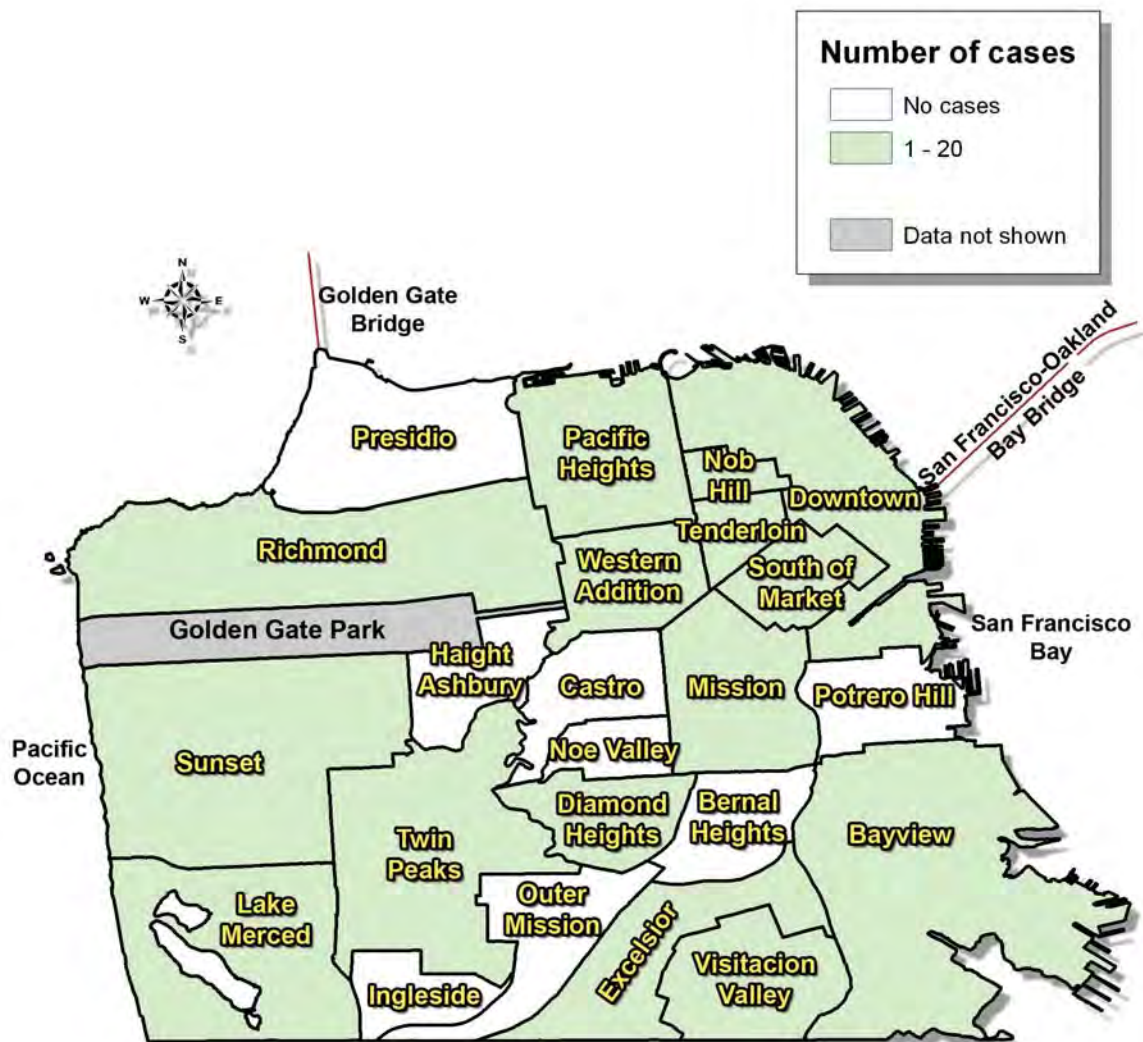 Number of cases
No cases
1 - 20
Data not shown
N
W
E
S
Golden Gate
Bridge
San Francisco-Oakland
Bay Bridge
Presidio
Pacific
Heights
Nob
Hill
Downtown
Richmond
Tenderloin
Western
Addition
South of
Market
Golden Gate Park
San Francisco
Bay
Haight
Ashbury
Castro
Mission
Potrero Hill
Pacific
Ocean
Sunset
Noe Valley
Diamond
Heights
Bernal
Heights
Bayview
Twin
Peaks
Outer
Mission
Lake
Merced
Excelsior
Visitacion
Valley
Ingleside